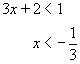 3x + 2 < 1
x < -1/3